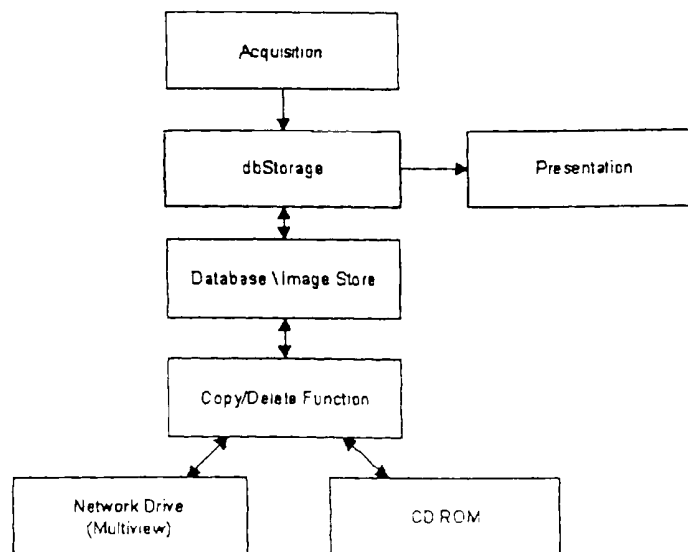 Acquisition
dbStorage
Presentation
Database \ Image Store
Copy/Delete Function
Network Drive
(Multiview)
CD ROM